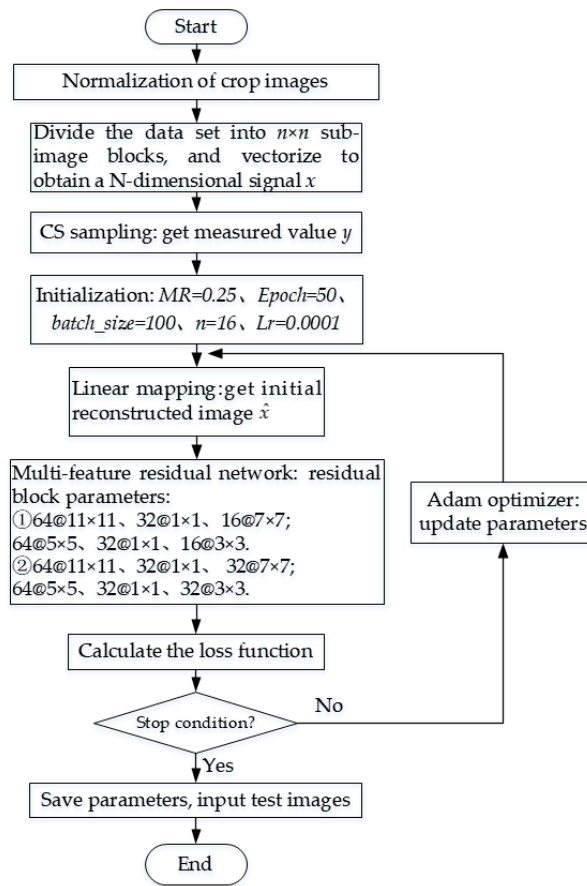 Start
Normalization of crop images
Divide the data set into n×n sub-
image blocks, and vectorize to
obtain a N-dimensional signal x
CS sampling: get measured value y
Initialization: MR=0.25、Epoch=50、
batch_size=100、n=16、Lr=0.0001
Linear mapping:get initial
reconstructed image x̂
Multi-feature residual network: residual
block parameters:
①64@11×11、32@1×1、16@7×7;
64@5×5、32@1×1、16@3×3.
②64@11×11、32@1×1、 32@7×7;
64@5×5、32@1×1、32@3×3.
Adam optimizer:
update parameters
Calculate the loss function
Stop condition?
No
Yes
Save parameters, input test images
End